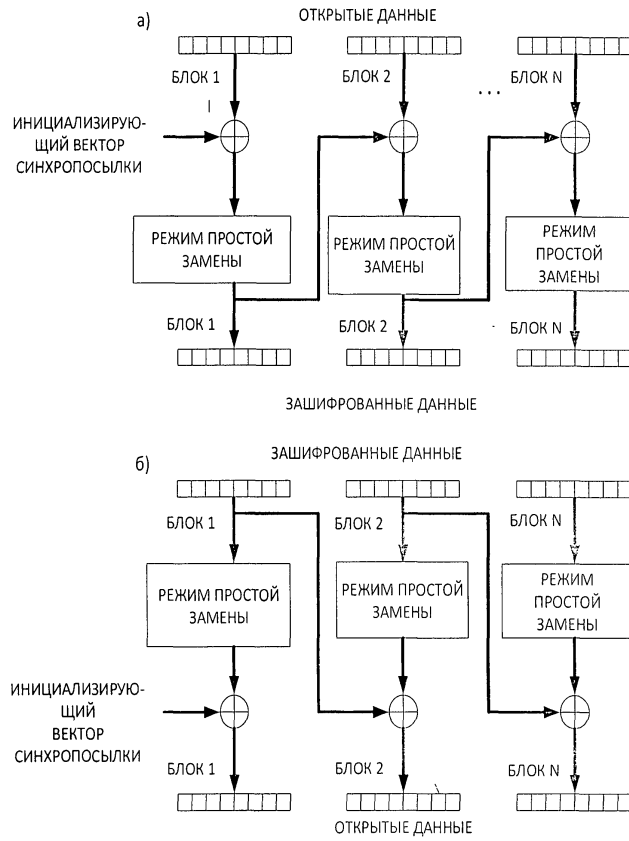 а)
ОТКРЫТЫЕ ДАННЫЕ
БЛОК 1
БЛОК 2
...
БЛОК N
ИНИЦИАЛИЗИРУЮ-
ЩИЙ ВЕКТОР
СИНХРОПОСЫЛКИ
РЕЖИМ ПРОСТОЙ
ЗАМЕНЫ
РЕЖИМ ПРОСТОЙ
ЗАМЕНЫ
РЕЖИМ
ПРОСТОЙ
ЗАМЕНЫ
БЛОК 1
БЛОК 2
БЛОК N
ЗАШИФРОВАННЫЕ ДАННЫЕ
б)
ЗАШИФРОВАННЫЕ ДАННЫЕ
БЛОК 1
БЛОК 2
БЛОК N
РЕЖИМ ПРОСТОЙ
ЗАМЕНЫ
РЕЖИМ ПРОСТОЙ
ЗАМЕНЫ
РЕЖИМ
ПРОСТОЙ
ЗАМЕНЫ
ИНИЦИАЛИЗИРУЮ-
ЩИЙ
ВЕКТОР
СИНХРОПОСЫЛКИ
БЛОК 1
БЛОК 2
БЛОК N
ОТКРЫТЫЕ ДАННЫЕ